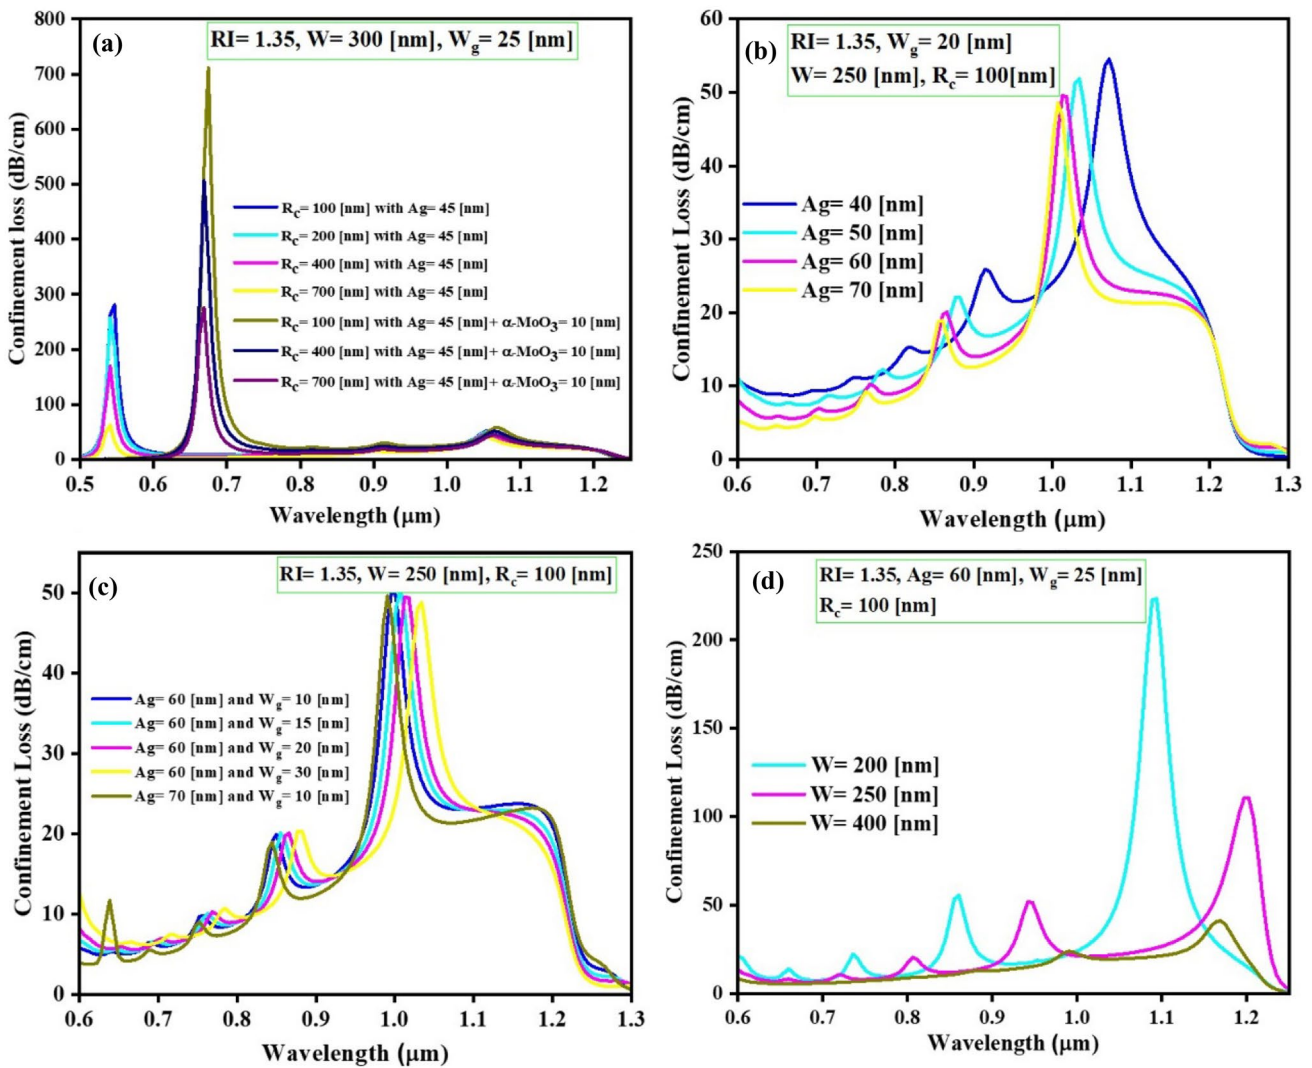 (a)
RI= 1.35, W= 300 [nm], Wg= 25 [nm]
800
700
600
500
400
300
200
100
0
Confinement loss (dB/cm)
Rc= 100 [nm] with Ag= 45 [nm]
Rc= 200 [nm] with Ag= 45 [nm]
Rc= 400 [nm] with Ag= 45 [nm]
Rc= 700 [nm] with Ag= 45 [nm]
Rc= 100 [nm] with Ag= 45 [nm]+ α-MoO3= 10 [nm]
Rc= 400 [nm] with Ag= 45 [nm]+ α-MoO3= 10 [nm]
Rc= 700 [nm] with Ag= 45 [nm]+ α-MoO3= 10 [nm]
0.5 0.6 0.7 0.8 0.9 1.0 1.1 1.2
Wavelength (μm)
(b)
RI= 1.35, Wg= 20 [nm]
W= 250 [nm], Rc= 100[nm]
60
50
40
30
20
10
0
Confinement Loss (dB/cm)
Ag= 40 [nm]
Ag= 50 [nm]
Ag= 60 [nm]
Ag= 70 [nm]
0.6 0.7 0.8 0.9 1.0 1.1 1.2 1.3
Wavelength (μm)
(c)
RI= 1.35, W= 250 [nm], Rc= 100 [nm]
50
40
30
20
10
0
Confinement Loss (dB/cm)
Ag= 60 [nm] and Wg= 10 [nm]
Ag= 60 [nm] and Wg= 15 [nm]
Ag= 60 [nm] and Wg= 20 [nm]
Ag= 60 [nm] and Wg= 30 [nm]
Ag= 70 [nm] and Wg= 10 [nm]
0.6 0.7 0.8 0.9 1.0 1.1 1.2 1.3
Wavelength (μm)
(d)
RI= 1.35, Ag= 60 [nm], Wg= 25 [nm]
Rc= 100 [nm]
250
200
150
100
50
0
Confinement Loss (dB/cm)
W= 200 [nm]
W= 250 [nm]
W= 400 [nm]
0.6 0.7 0.8 0.9 1.0 1.1 1.2
Wavelength (μm)